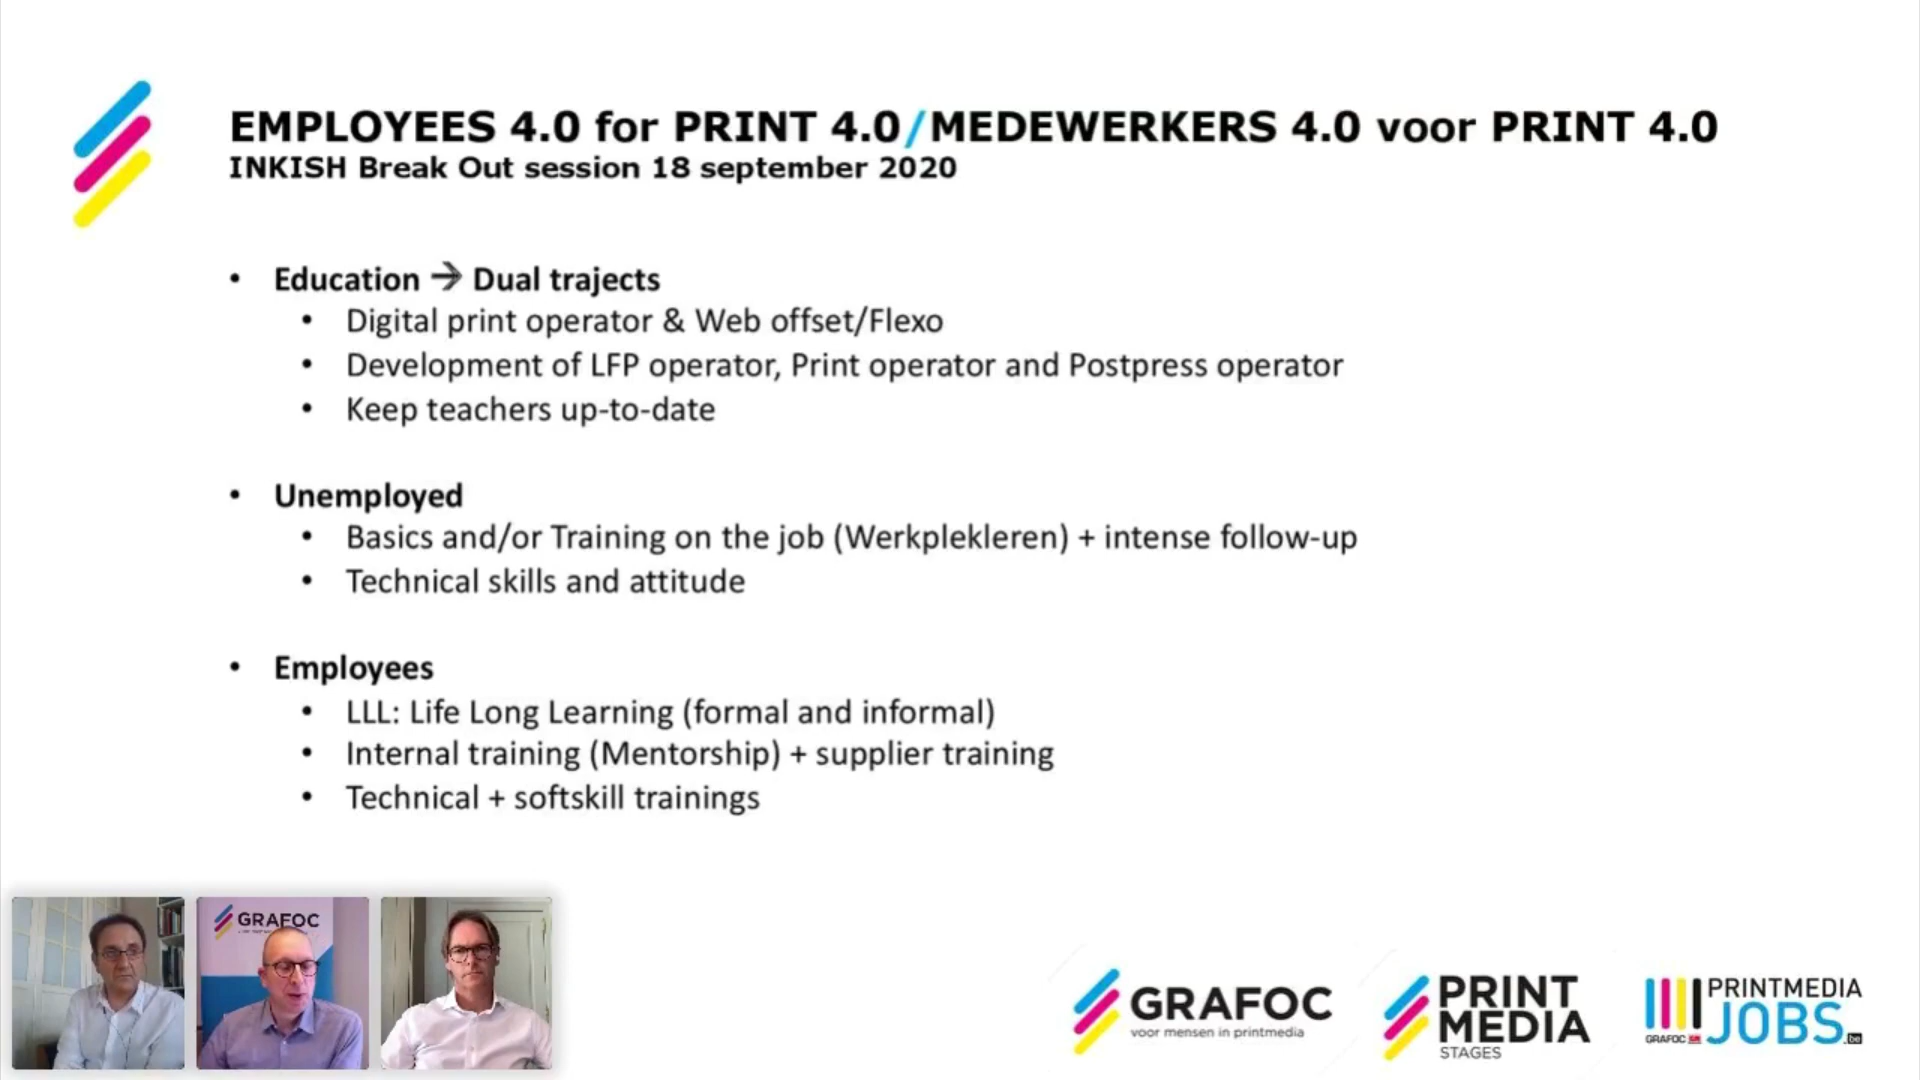 EMPLOYEES 4.0 for PRINT 4.0/MEDEWERKERS 4.0 voor PRINT 4.0
INKISH Break Out session 18 september 2020
• Education → Dual trajects
• Digital print operator & Web offset/Flexo
• Development of LFP operator, Print operator and Postpress operator
• Keep teachers up-to-date
• Unemployed
• Basics and/or Training on the job (Werkplekleren) + intense follow-up
• Technical skills and attitude
• Employees
• LLL: Life Long Learning (formal and informal)
• Internal training (Mentorship) + supplier training
• Technical + softskill trainings
GRAFOC
GRAFOC
voor mensen in printmedia
PRINT
MEDIA
STAGES
PRINTMEDIA
JOBS.be
GRAFOC